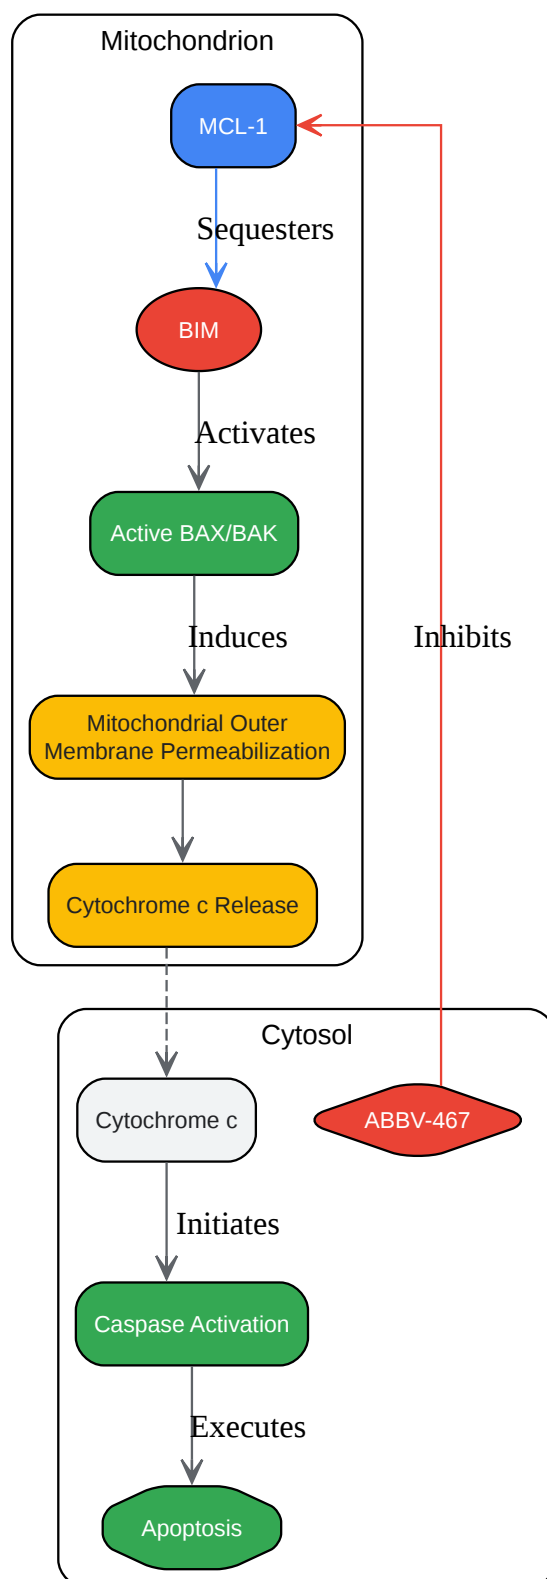 Mitochondrion
MCL-1
Sequesters
BIM
Activates
Active BAX/BAK
Induces
Inhibits
Mitochondrial Outer
Membrane Permeabilization
Cytochrome c Release
Cytosol
Cytochrome c
ABBV-467
Initiates
Caspase Activation
Executes
Apoptosis